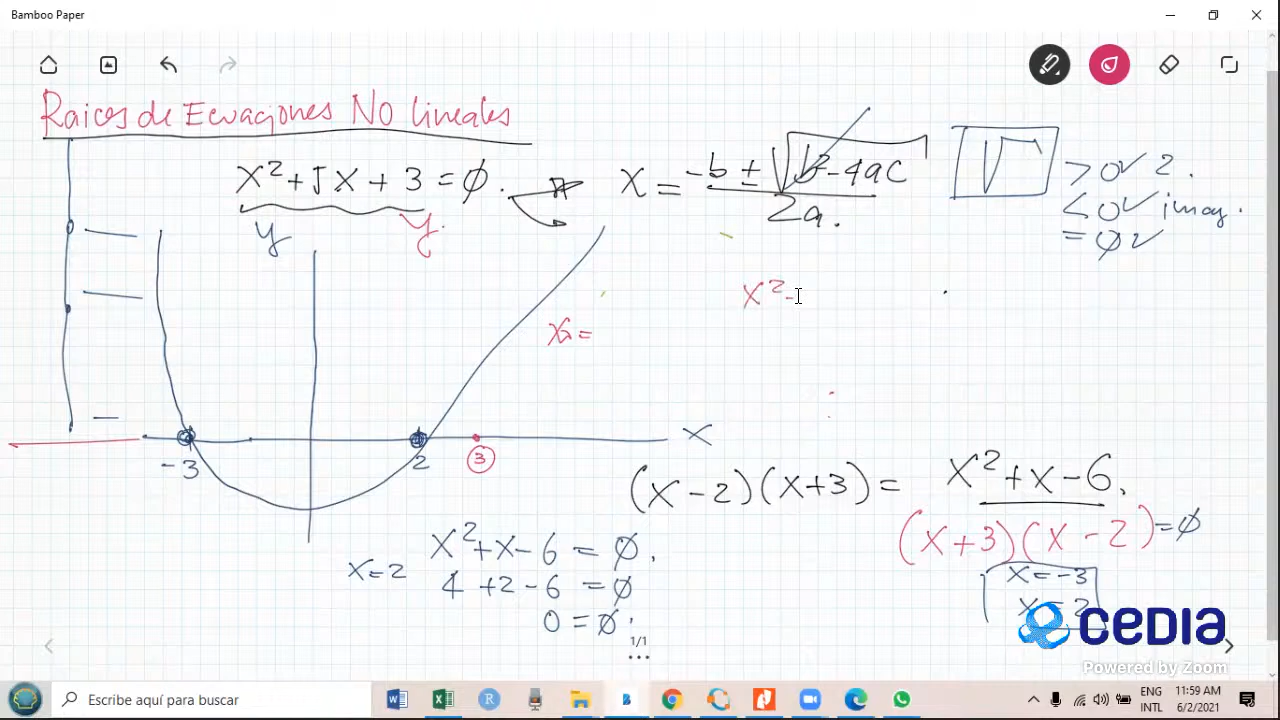 Bamboo Paper
Raices de Ecuaciones NO lineales
x²+5x+3=∅.
y
y
x = -b ± √b²-4ac
2a.
√
>0✓ 2.
<0✓ imag.
=∅✓
x²-
x
-3
2
3
x
(x-2)(x+3)=
x²+x-6.
(x+3)(x-2)=∅
x=-3
x=2
x=2
x²+x-6=∅.
4+2-6=∅
0=∅.
1/1
cedia
Powered by Zoom
Escribe aquí para buscar
ENG
INTL
11:59 AM
6/2/2021